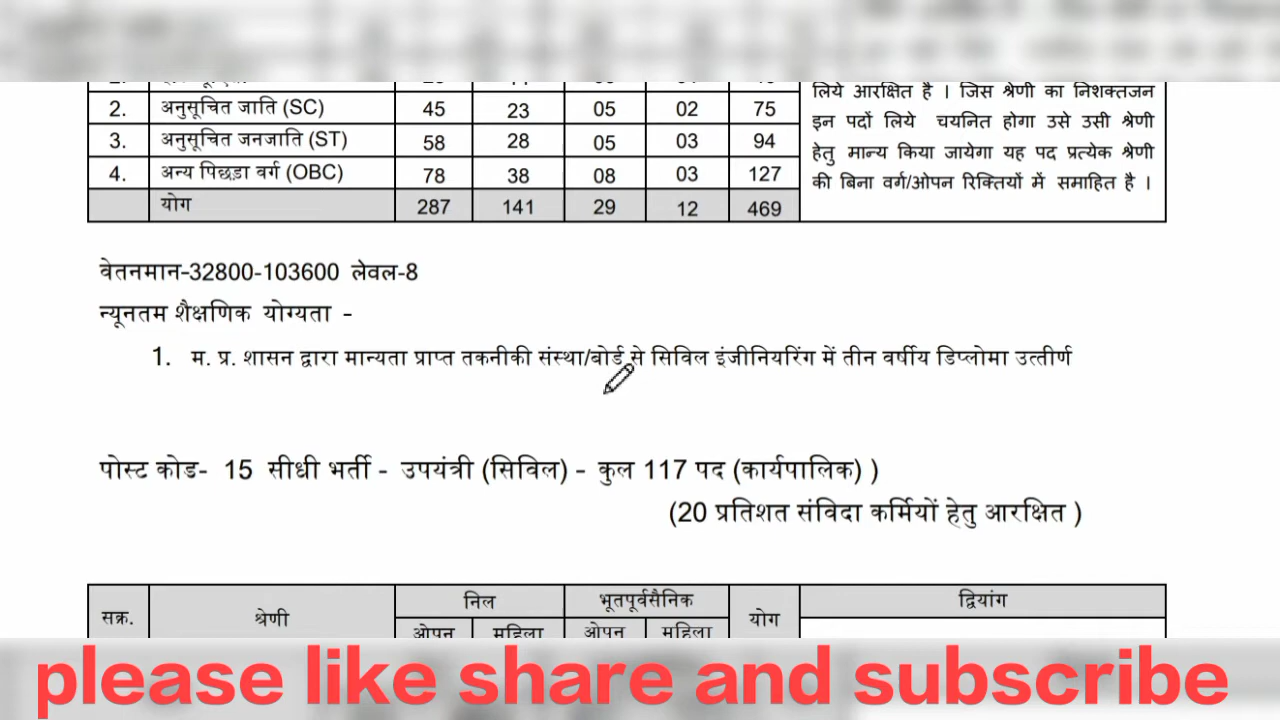 2. अनुसूचित जाति (SC) 45 23 05 02 75
3. अनुसूचित जनजाति (ST) 58 28 05 03 94
4. अन्य पिछड़ा वर्ग (OBC) 78 38 08 03 127
योग 287 141 29 12 469
लिये आरक्षित है । जिस श्रेणी का निशक्तजन
इन पदों लिये चयनित होगा उसे उसी श्रेणी
हेतु मान्य किया जायेगा यह पद प्रत्येक श्रेणी
की बिना वर्ग/ओपन रिक्तियों में समाहित है ।
वेतनमान-32800-103600 लेवल-8
न्यूनतम शैक्षणिक योग्यता -
1. म. प्र. शासन द्वारा मान्यता प्राप्त तकनीकी संस्था/बोर्ड से सिविल इंजीनियरिंग में तीन वर्षीय डिप्लोमा उत्तीर्ण
पोस्ट कोड- 15 सीधी भर्ती - उपयंत्री (सिविल) - कुल 117 पद (कार्यपालिक) )
(20 प्रतिशत संविदा कर्मियों हेतु आरक्षित )
सक्र. श्रेणी निल भूतपूर्वसैनिक योग द्वियांग
ओपन महिला ओपन महिला
please like share and subscribe